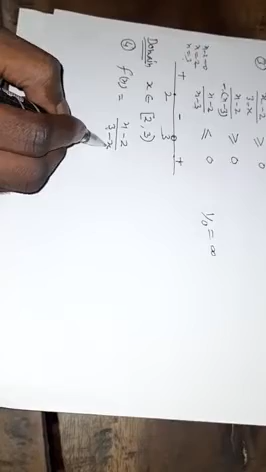 ③ x-2/3-x ≥ 0
x-2/-(x-3) ≥ 0
x-2/x-3 ≤ 0
x-2=0
x=2
x=3
+ 2 - 3 +
1/0 = ∞
Domain x ∈ [2,3)
④ f(x) = x-2/3-x